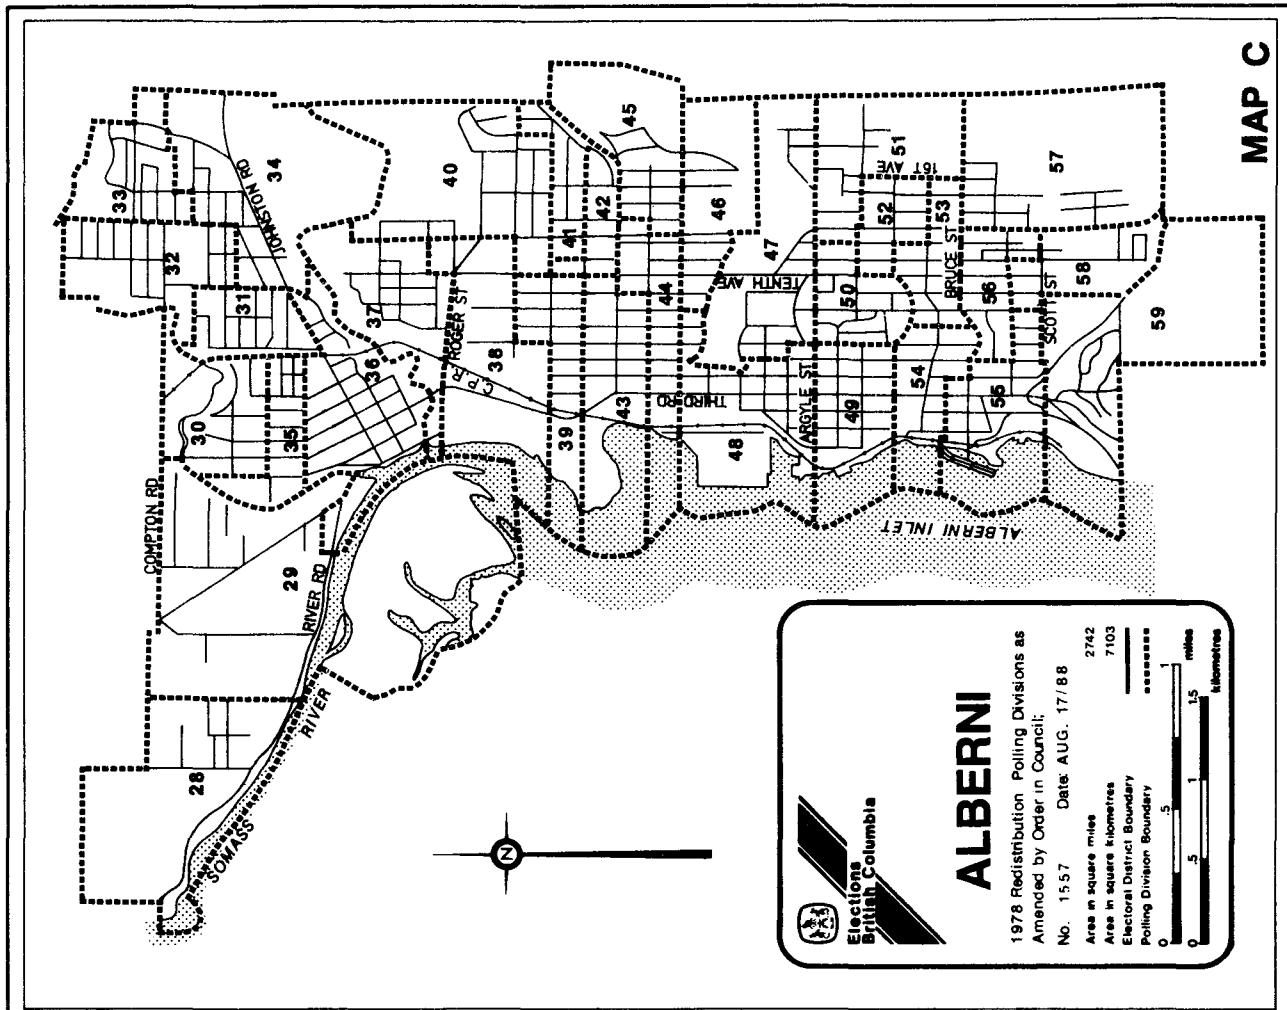 MAP C
33
34
JOHNSTON RD
32
31
30
35
36
37
COMPTON RD
29
RIVER RD
28
SOMASS
RIVER
40
ROGER ST
38
C.P.R.
45
42
41
39
43
44
46
47
TENTH AVE
THIRD RD
48
ARGYLE ST
49
50
51
16T AVE
52
53
BRUCE ST
54
55
56
SCOTT ST
57
58
59
ALBERNI INLET
N
Elections
British Columbia
ALBERNI
1978 Redistribution Polling Divisions as
Amended by Order in Council;
No. 1557 Date: AUG. 17/88
Area in square miles 2742
Area in square kilometres 7103
Electoral District Boundary
Polling Division Boundary
0 .5 1 miles
0 .5 1 1.5 kilometres